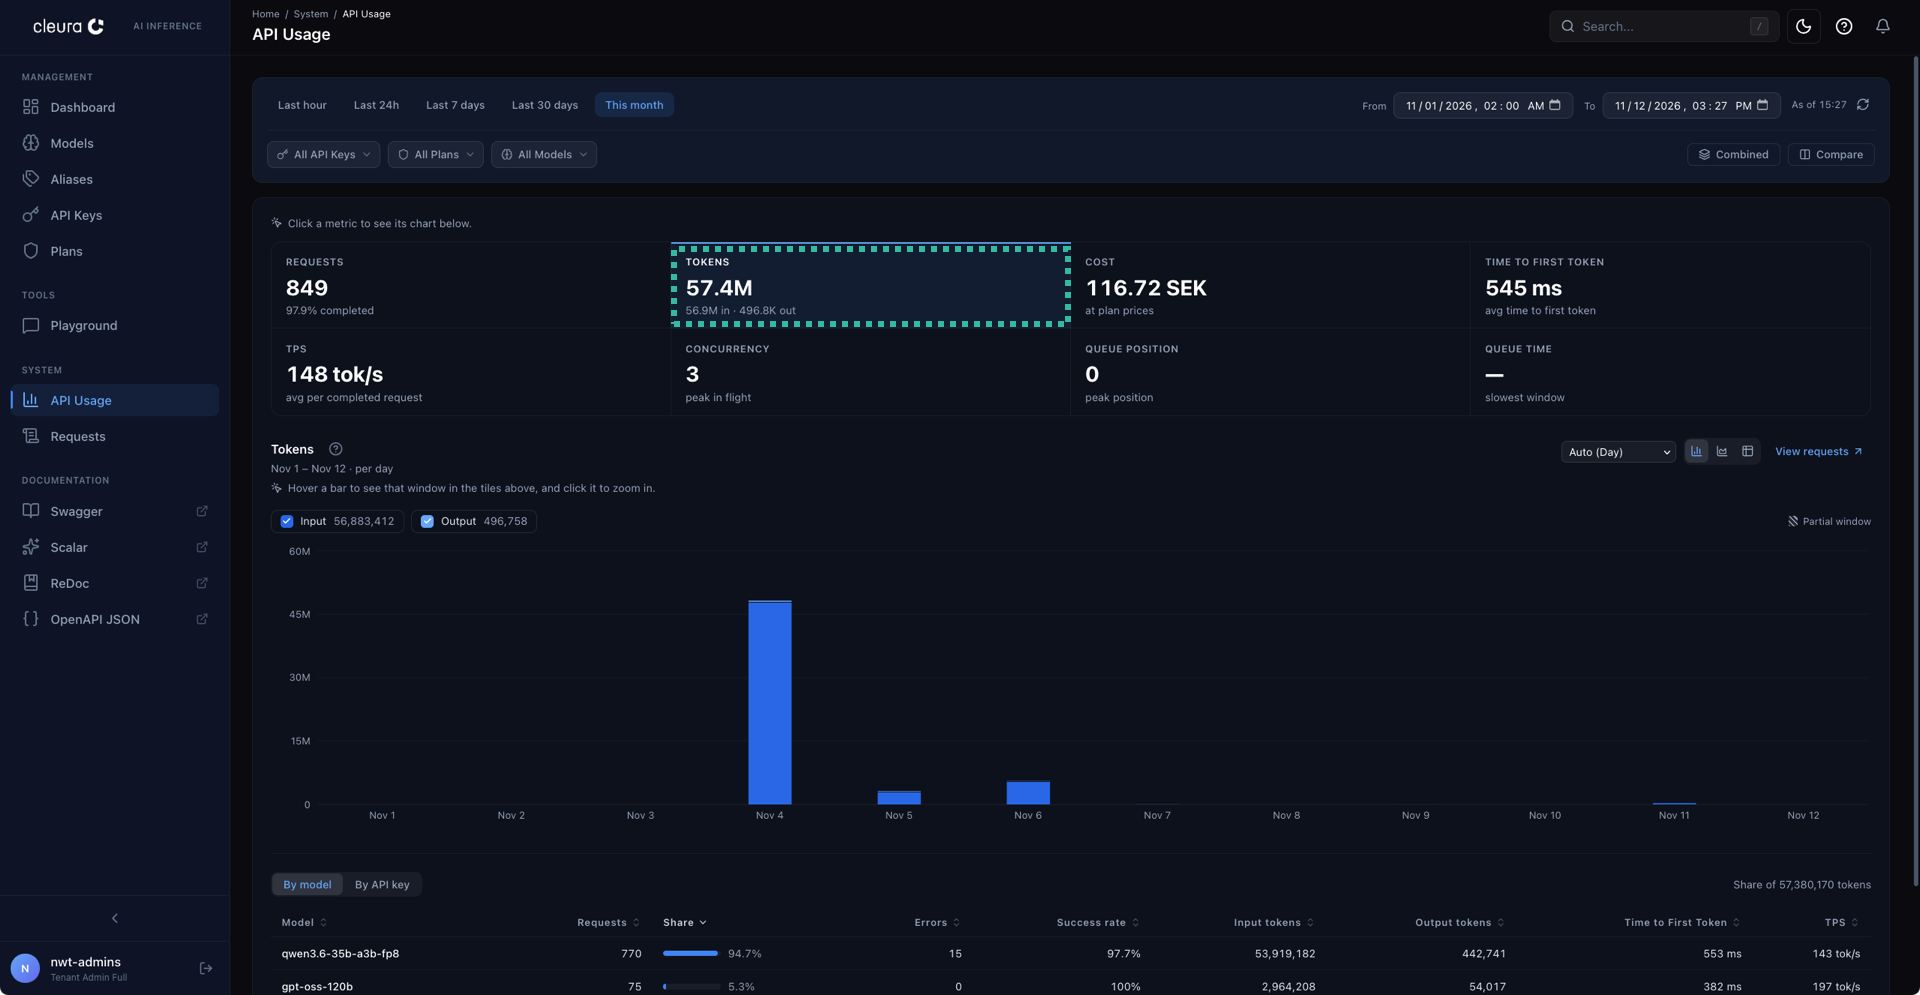 cleura
AI INFERENCE
Home / System / API Usage
API Usage
Search...
/
MANAGEMENT
Dashboard
Models
Aliases
API Keys
Plans
TOOLS
Playground
SYSTEM
API Usage
Requests
DOCUMENTATION
Swagger
Scalar
ReDoc
OpenAPI JSON
N
nwt-admins
Tenant Admin Full
Last hour
Last 24h
Last 7 days
Last 30 days
This month
From 11/01/2026, 02:00 AM
To 11/12/2026, 03:27 PM
As of 15:27
All API Keys
All Plans
All Models
Combined
Compare
Click a metric to see its chart below.
REQUESTS
849
97.9% completed
TOKENS
57.4M
56.9M in · 496.8K out
COST
116.72 SEK
at plan prices
TIME TO FIRST TOKEN
545 ms
avg time to first token
TPS
148 tok/s
avg per completed request
CONCURRENCY
3
peak in flight
QUEUE POSITION
0
peak position
QUEUE TIME
—
slowest window
Tokens
Nov 1 – Nov 12 · per day
Hover a bar to see that window in the tiles above, and click it to zoom in.
Auto (Day)
View requests
Input 56,883,412
Output 496,758
Partial window
60M
45M
30M
15M
0
Nov 1 Nov 2 Nov 3 Nov 4 Nov 5 Nov 6 Nov 7 Nov 8 Nov 9 Nov 10 Nov 11 Nov 12
By model
By API key
Share of 57,380,170 tokens
Model Requests Share Errors Success rate Input tokens Output tokens Time to First Token TPS
qwen3.6-35b-a3b-fp8 770 94.7% 15 97.7% 53,919,182 442,741 553 ms 143 tok/s
gpt-oss-120b 75 5.3% 0 100% 2,964,208 54,017 382 ms 197 tok/s